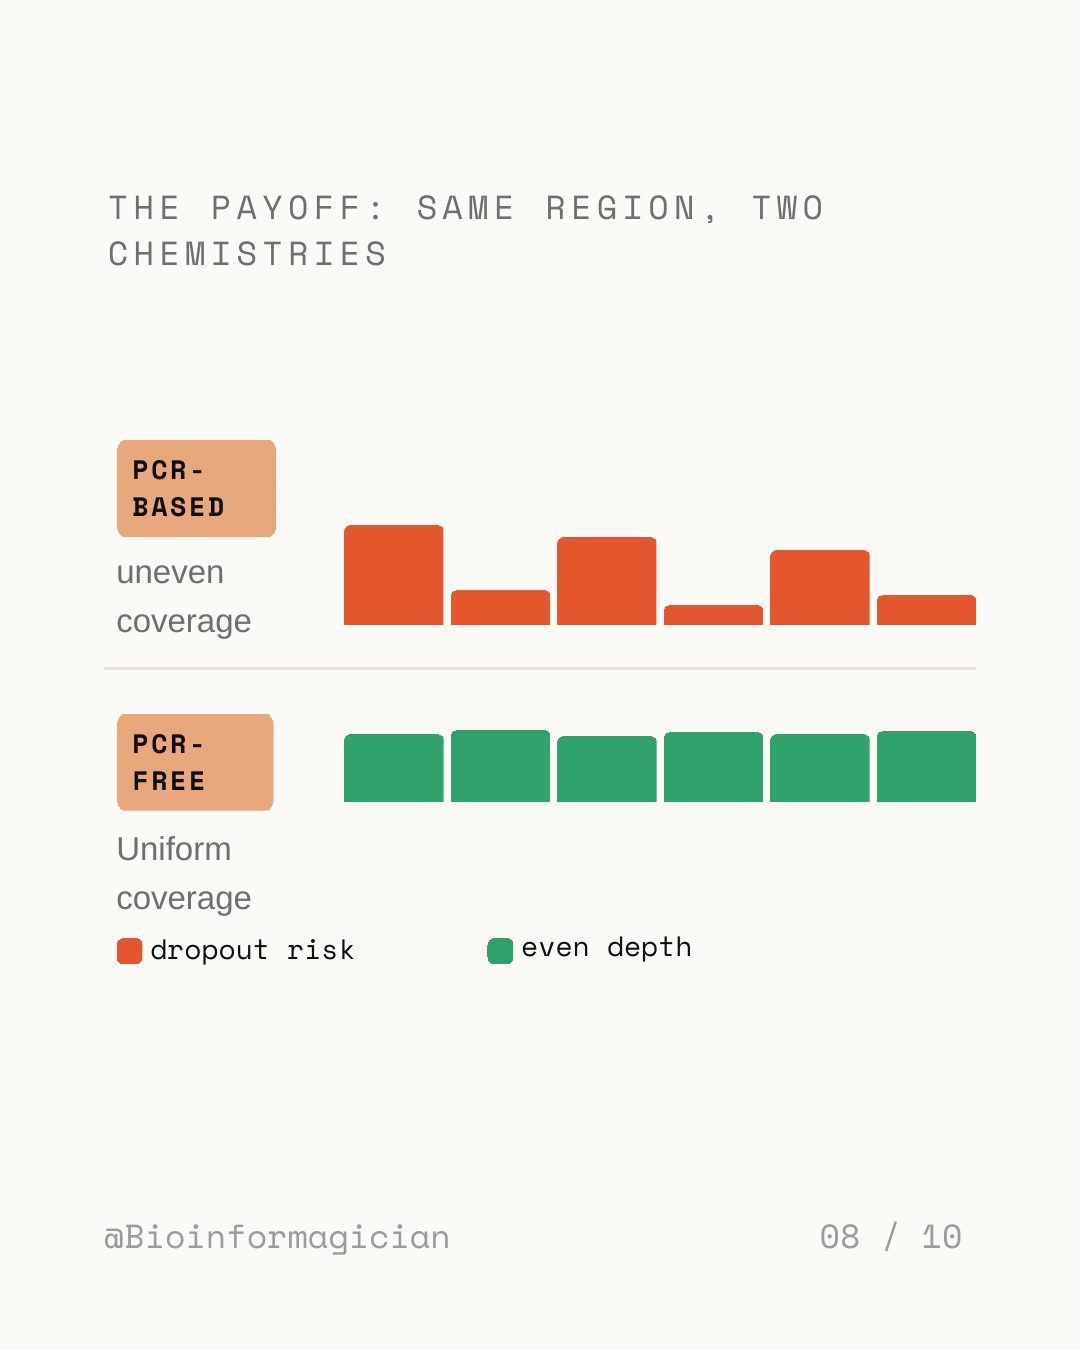 THE PAYOFF: SAME REGION, TWO
CHEMISTRIES
PCR-
BASED
uneven
coverage
PCR-
FREE
Uniform
coverage
dropout risk
even depth
@Bioinformagician
08 / 10